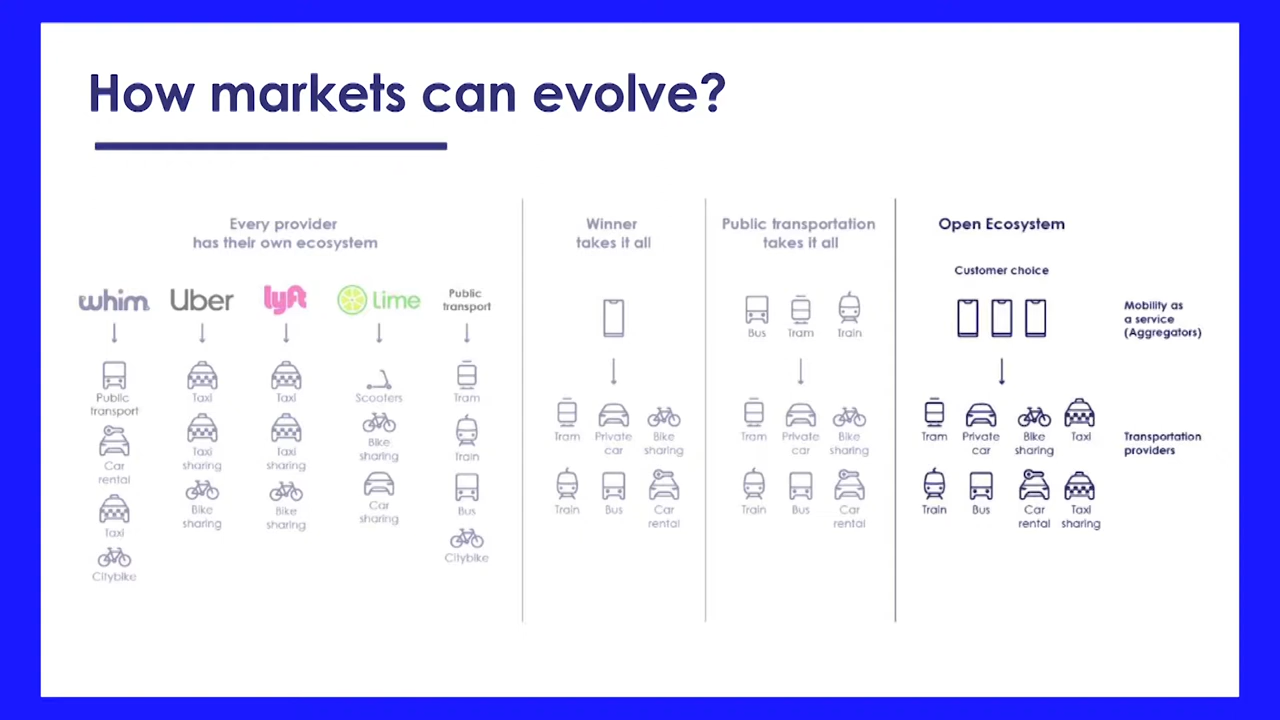 How markets can evolve?
Every provider
has their own ecosystem
whim
Uber
lyft
Lime
Public
transport
Public
transport
Car
rental
Taxi
Citybike
Taxi
Taxi
sharing
Bike
sharing
Taxi
Taxi
sharing
Bike
sharing
Scooters
Bike
sharing
Car
sharing
Tram
Train
Bus
Citybike
Winner
takes it all
Tram
Private
car
Bike
sharing
Train
Bus
Car
rental
Public transportation
takes it all
Bus
Tram
Train
Tram
Private
car
Bike
sharing
Train
Bus
Car
rental
Open Ecosystem
Customer choice
Mobility as
a service
(Aggregators)
Tram
Private
car
Bike
sharing
Taxi
Transportation
providers
Train
Bus
Car
rental
Taxi
sharing